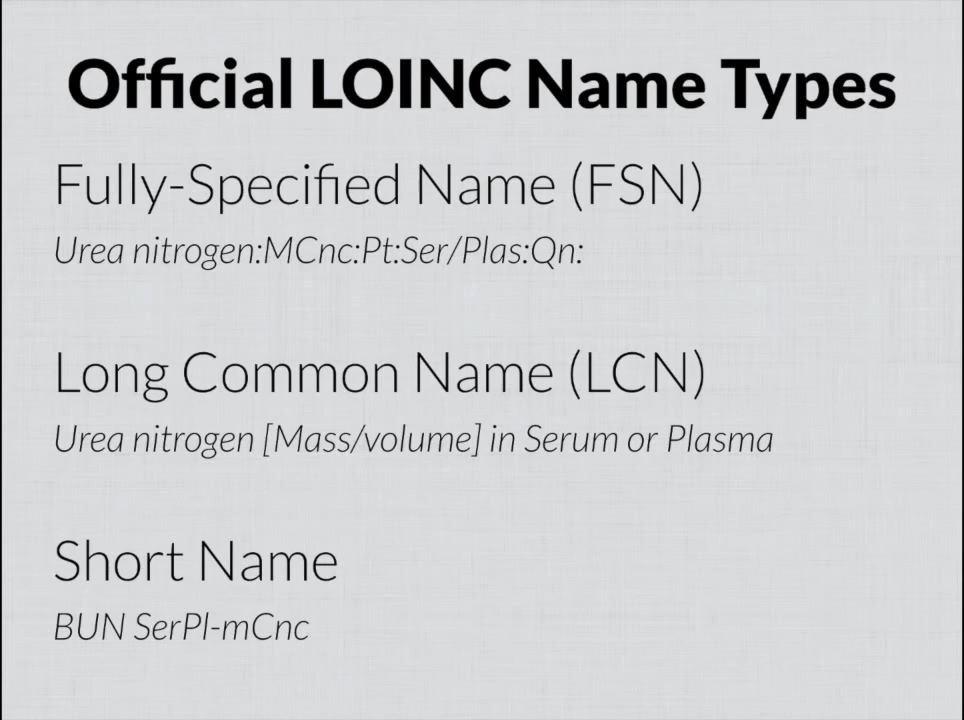 Official LOINC Name Types
Fully-Specified Name (FSN)
Urea nitrogen:MCnc:Pt:Ser/Plas:Qn:
Long Common Name (LCN)
Urea nitrogen [Mass/volume] in Serum or Plasma
Short Name
BUN SerPl-mCnc